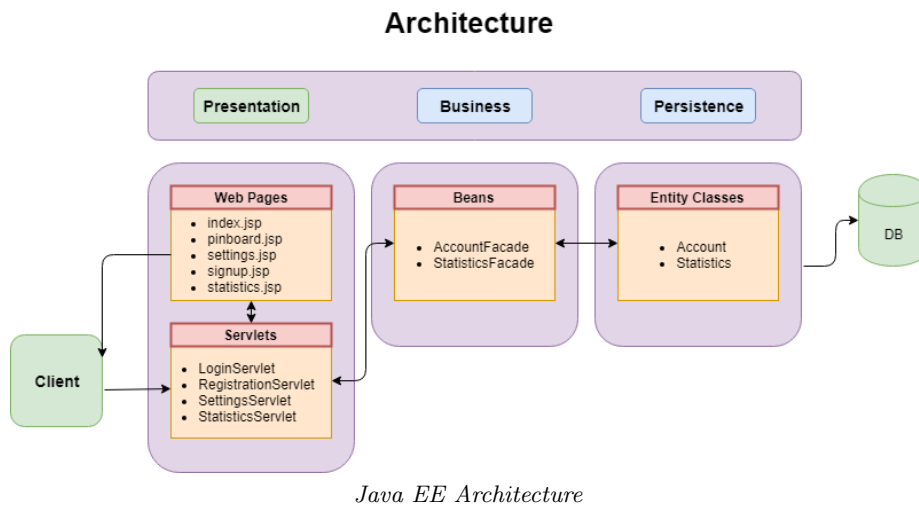 Architecture
Presentation
Business
Persistence
Web Pages
• index.jsp
• pinboard.jsp
• settings.jsp
• signup.jsp
• statistics.jsp
Servlets
• LoginServlet
• RegistrationServlet
• SettingsServlet
• StatisticsServlet
Beans
• AccountFacade
• StatisticsFacade
Entity Classes
• Account
• Statistics
DB
Client
Java EE Architecture